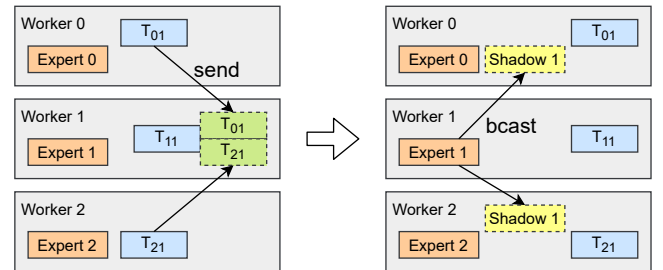 Worker 0
T01
Expert 0
send
Worker 1
T01
T11
Expert 1
T21
Worker 2
Expert 2
T21
Worker 0
T01
Expert 0
Shadow 1
Worker 1
bcast
T11
Expert 1
Worker 2
Shadow 1
Expert 2
T21